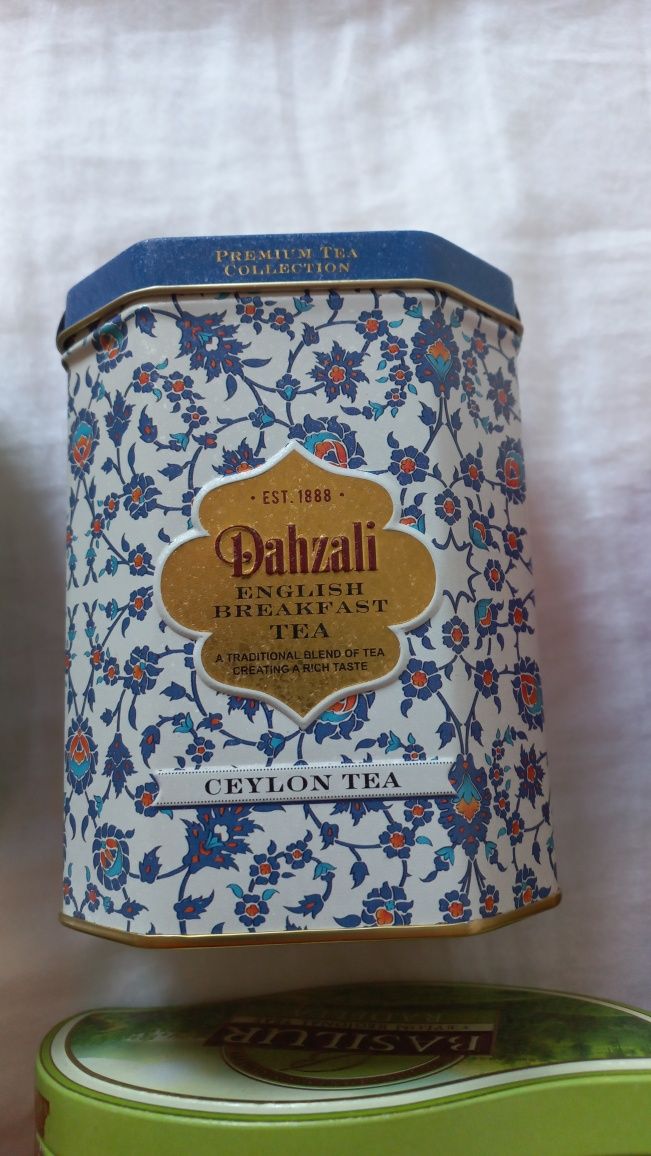 PREMIUM TEA
COLLECTION
• EST. 1888 •
Dahzali
ENGLISH
BREAKFAST
TEA
A TRADITIONAL BLEND OF TEA
CREATING A RICH TASTE
CEYLON TEA
BASILUR